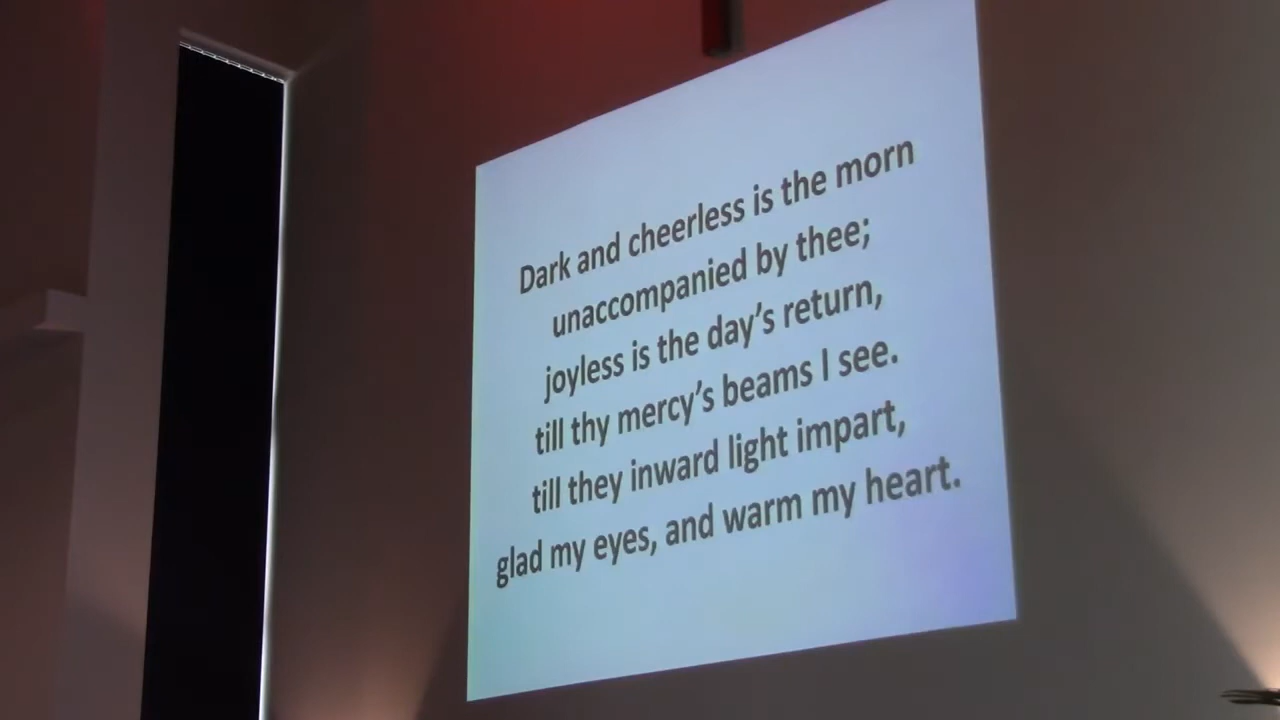 Dark and cheerless is the morn
unaccompanied by thee;
joyless is the day’s return,
till thy mercy’s beams I see.
till they inward light impart,
glad my eyes, and warm my heart.